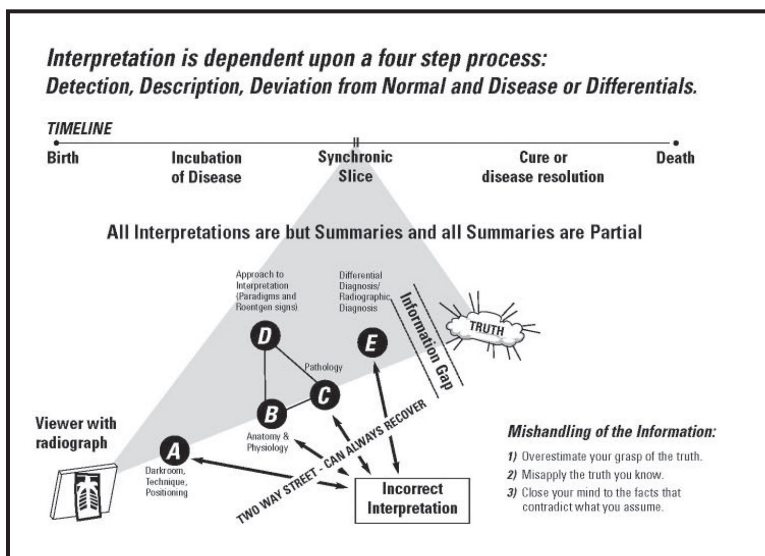 Interpretation is dependent upon a four step process:
Detection, Description, Deviation from Normal and Disease or Differentials.
TIMELINE
Birth
Incubation
of Disease
Synchronic
Slice
Cure or
disease resolution
Death
All Interpretations are but Summaries and all Summaries are Partial
Approach to
Interpretation
(Paradigms and
Roentgen signs)
Differential
Diagnosis/
Radiographic
Diagnosis
Information Gap
TRUTH
D
E
Pathology
C
B
Anatomy &
Physiology
Viewer with
radiograph
A
Darkroom,
Technique,
Positioning
TWO WAY STREET - CAN ALWAYS RECOVER
Incorrect
Interpretation
Mishandling of the Information:
1) Overestimate your grasp of the truth.
2) Misapply the truth you know.
3) Close your mind to the facts that
contradict what you assume.